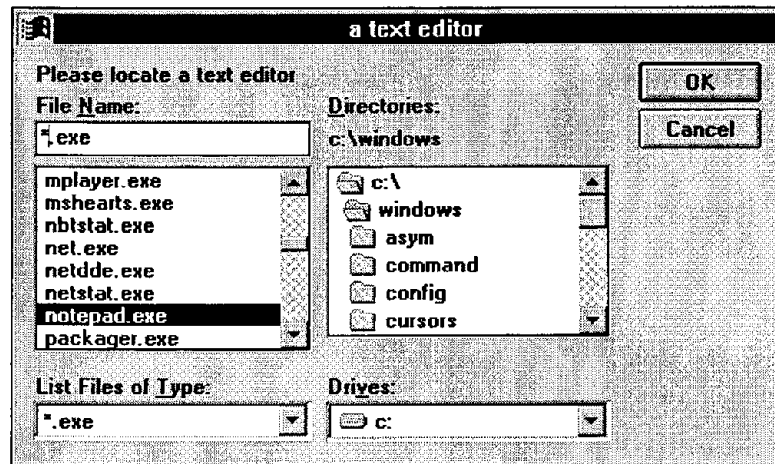 a text editor
Please locate a text editor
File Name:
*.exe
mplayer.exe
mshearts.exe
nbtstat.exe
net.exe
netdde.exe
netstat.exe
notepad.exe
packager.exe
List Files of Type:
*.exe
Directories:
c:\windows
c:\
windows
asym
command
config
cursors
Drives:
c:
OK
Cancel